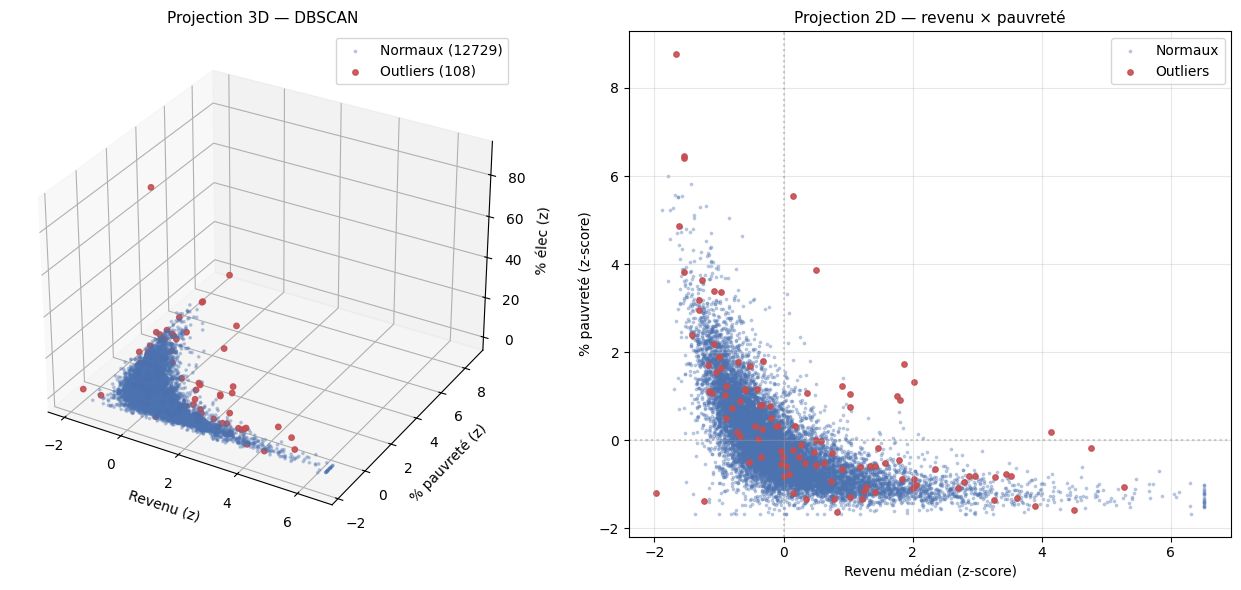 Projection 3D — DBSCAN
Normaux (12729)
Outliers (108)
80
60
40
20
0
% élec (z)
8
6
4
2
0
−2
% pauvreté (z)
−2
0
2
4
6
Revenu (z)
Projection 2D — revenu × pauvreté
Normaux
Outliers
8
6
4
2
0
−2
% pauvreté (z-score)
−2
0
2
4
6
Revenu médian (z-score)